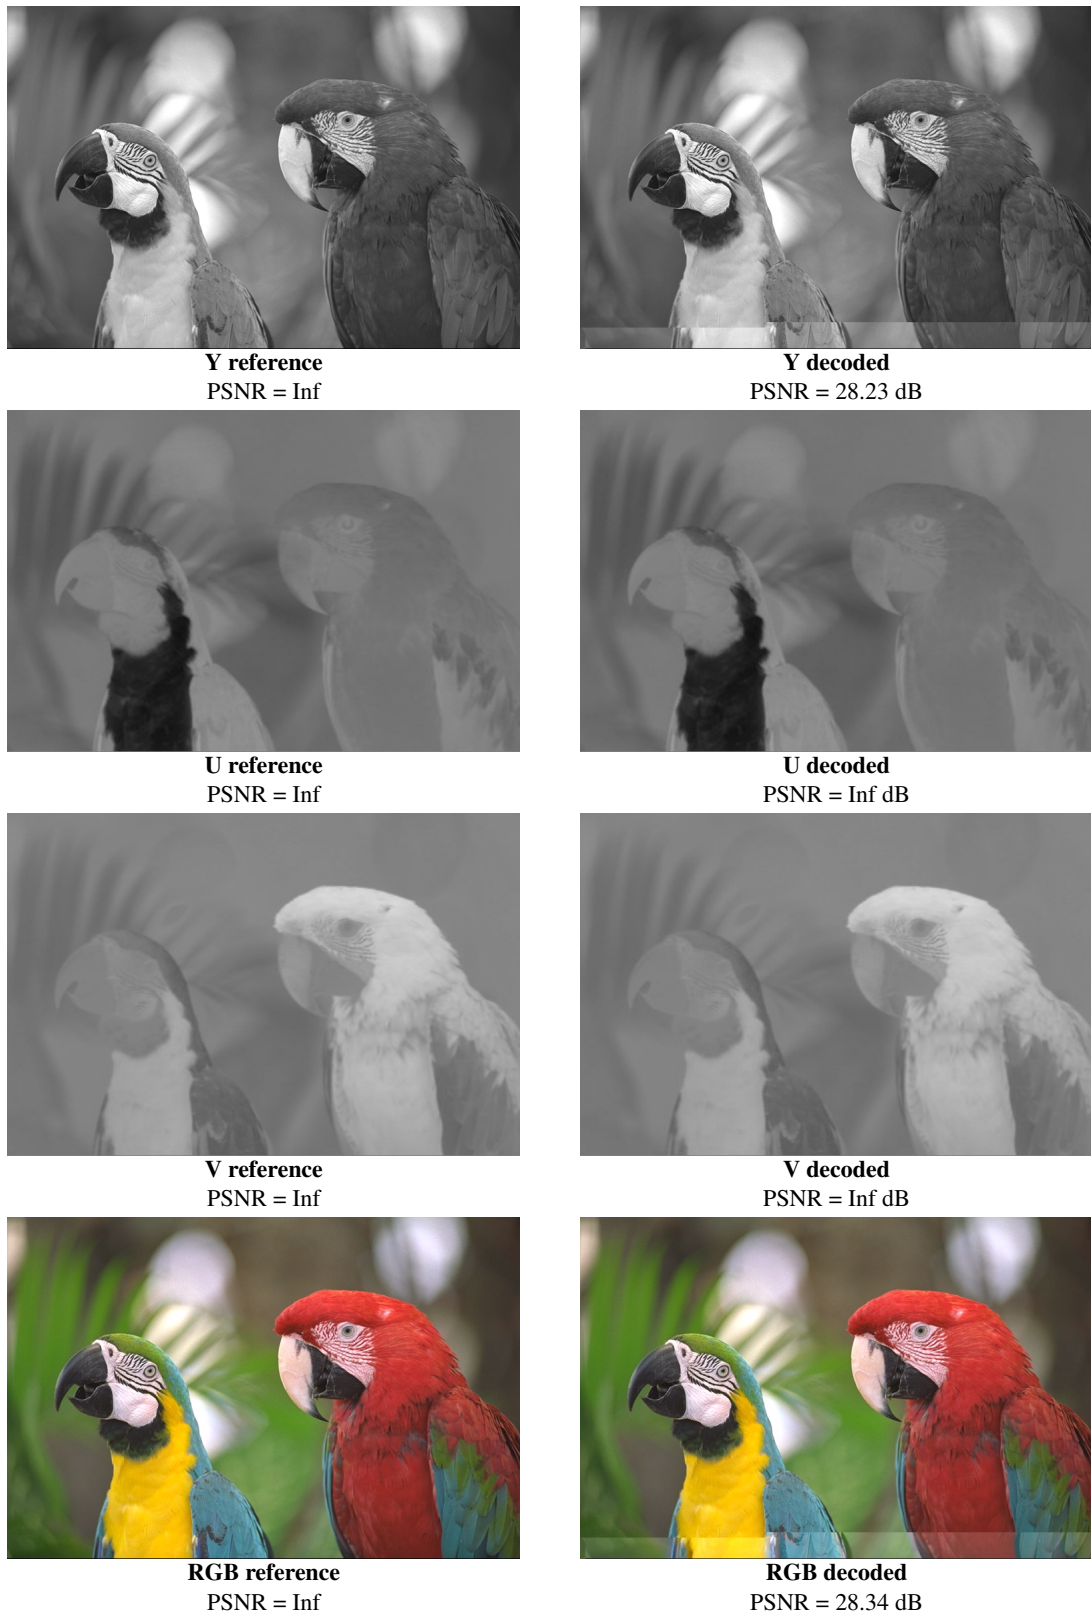 Y reference
PSNR = Inf
Y decoded
PSNR = 28.23 dB
U reference
PSNR = Inf
U decoded
PSNR = Inf dB
V reference
PSNR = Inf
V decoded
PSNR = Inf dB
RGB reference
PSNR = Inf
RGB decoded
PSNR = 28.34 dB